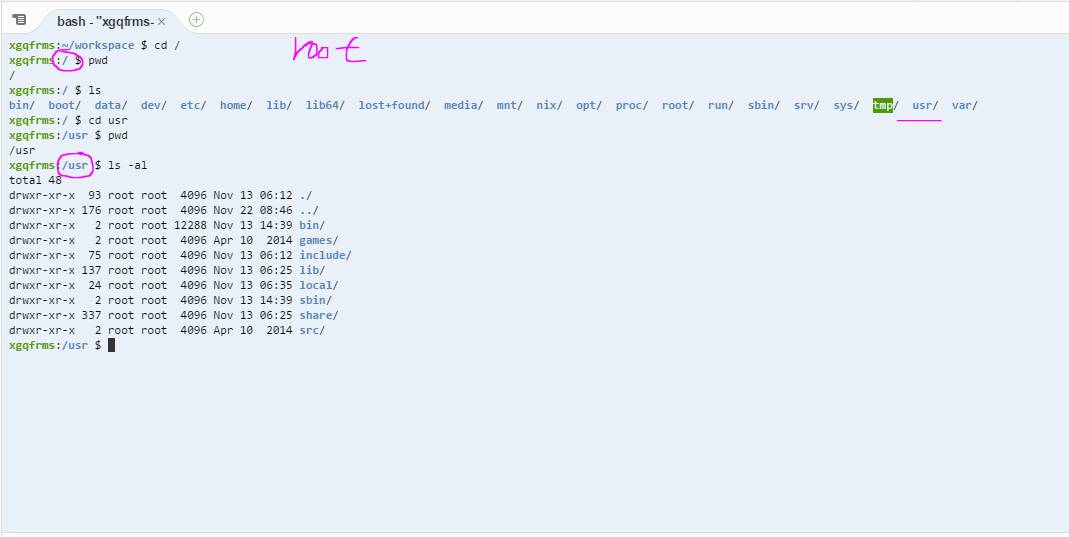 bash - "xgqfrms-
root
xgqfrms:~/workspace $ cd /
xgqfrms:/ $ pwd
/
xgqfrms:/ $ ls
bin/  boot/  data/  dev/  etc/  home/  lib/  lib64/  lost+found/  media/  mnt/  nix/  opt/  proc/  root/  run/  sbin/  srv/  sys/  tmp/  usr/  var/
xgqfrms:/ $ cd usr
xgqfrms:/usr $ pwd
/usr
xgqfrms:/usr $ ls -al
total 48
drwxr-xr-x  93 root root  4096 Nov 13 06:12 ./
drwxr-xr-x 176 root root  4096 Nov 22 08:46 ../
drwxr-xr-x   2 root root 12288 Nov 13 14:39 bin/
drwxr-xr-x   2 root root  4096 Apr 10  2014 games/
drwxr-xr-x  75 root root  4096 Nov 13 06:12 include/
drwxr-xr-x 137 root root  4096 Nov 13 06:25 lib/
drwxr-xr-x  24 root root  4096 Nov 13 06:35 local/
drwxr-xr-x   2 root root  4096 Nov 13 14:39 sbin/
drwxr-xr-x 337 root root  4096 Nov 13 06:25 share/
drwxr-xr-x   2 root root  4096 Apr 10  2014 src/
xgqfrms:/usr $